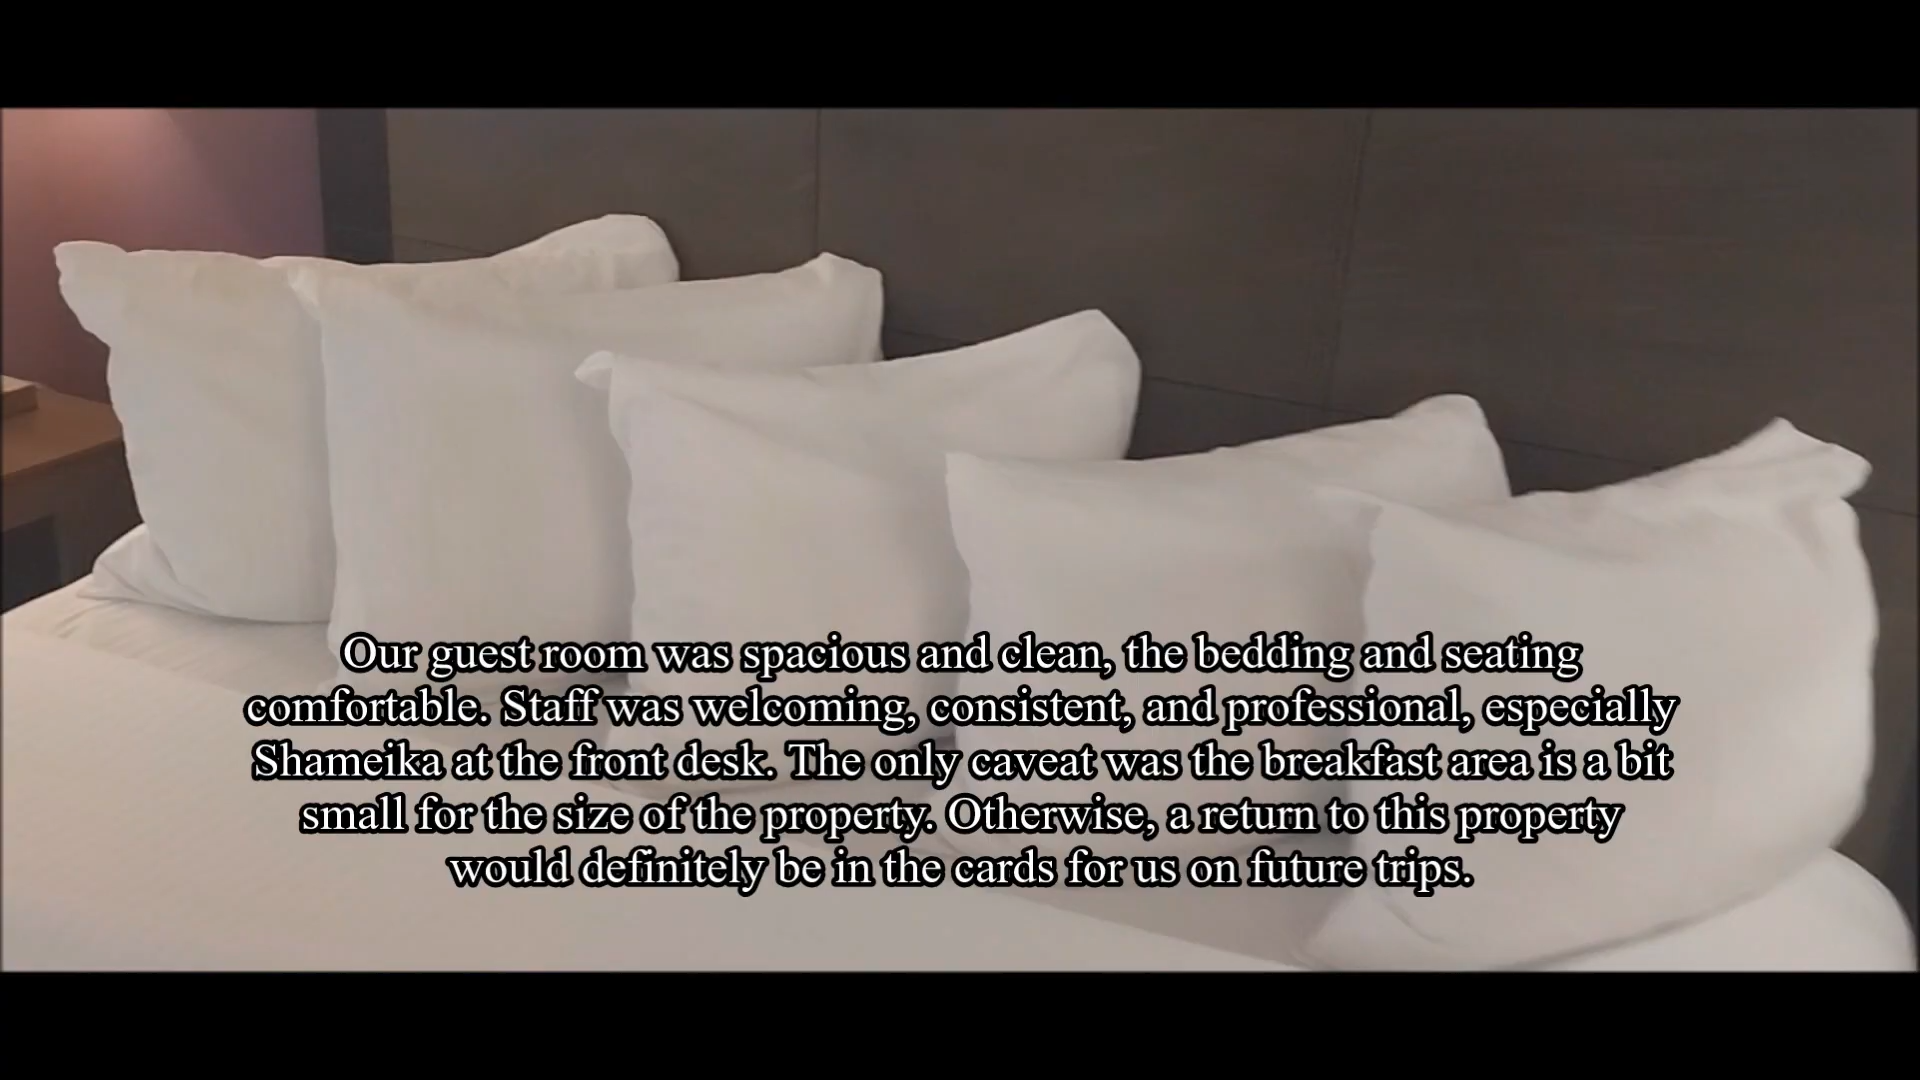 Our guest room was spacious and clean, the bedding and seating
comfortable. Staff was welcoming, consistent, and professional, especially
Shameika at the front desk. The only caveat was the breakfast area is a bit
small for the size of the property. Otherwise, a return to this property
would definitely be in the cards for us on future trips.